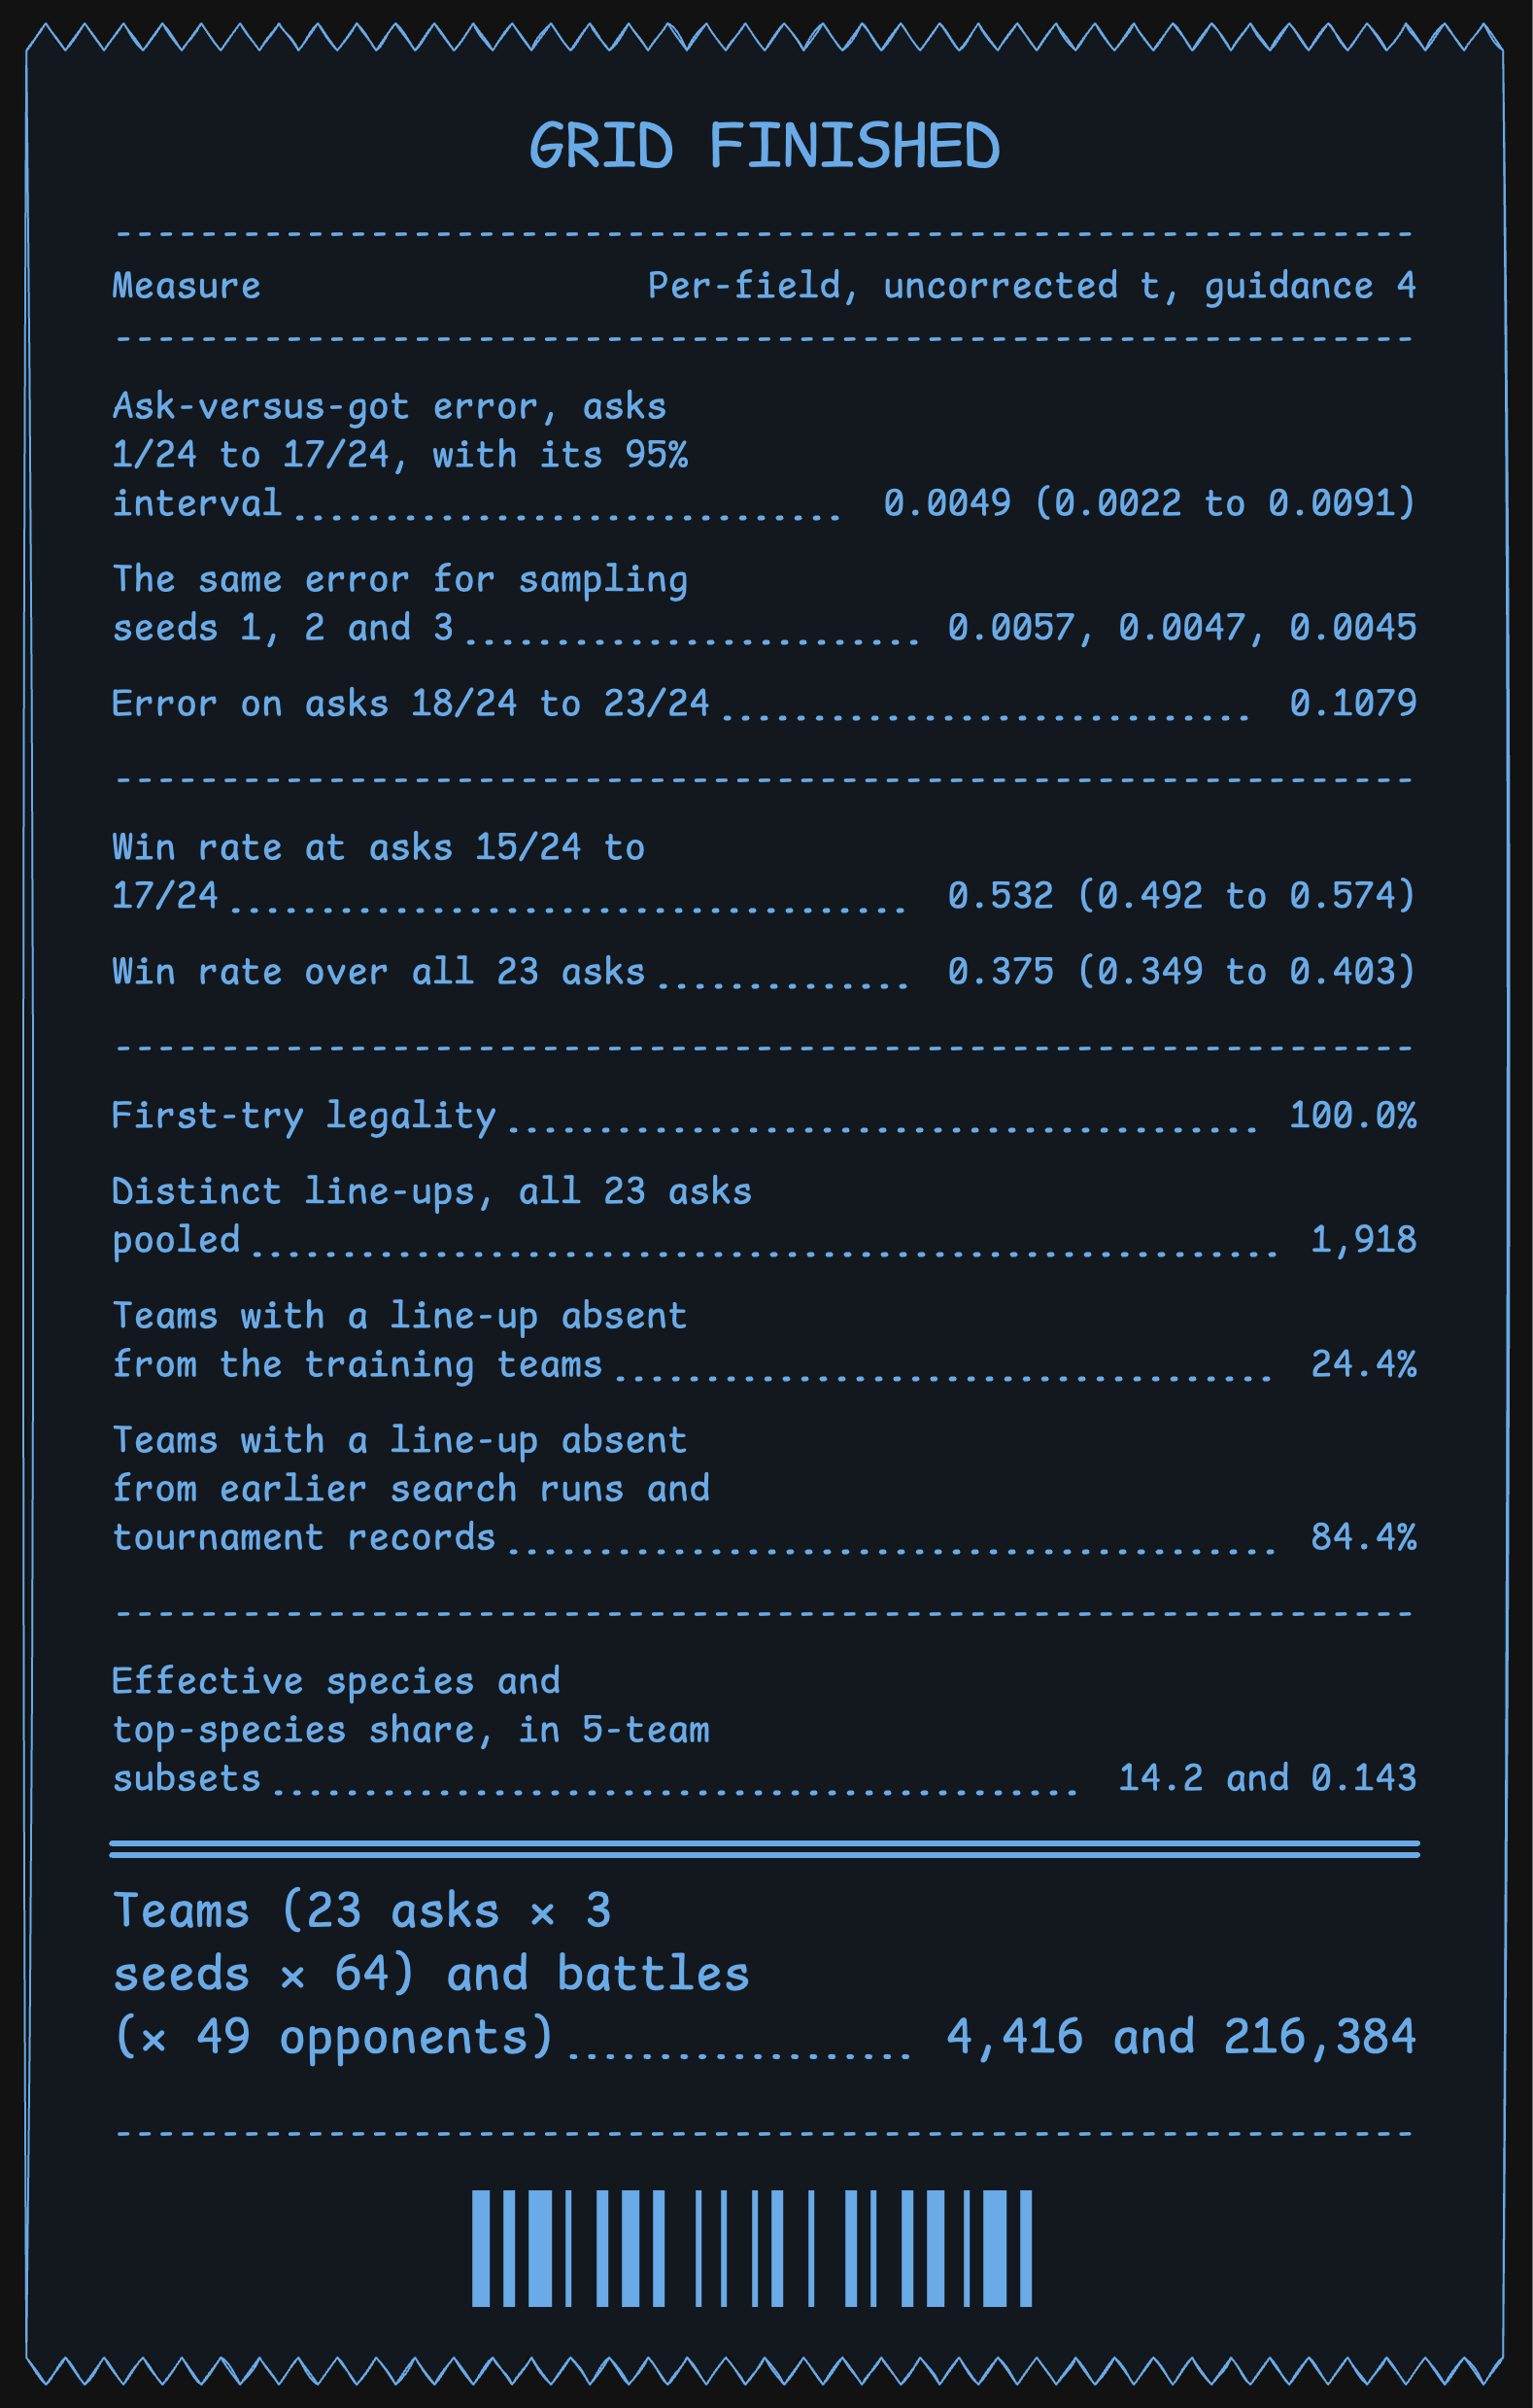 GRID FINISHED
Measure Per-field, uncorrected t, guidance 4
Ask-versus-got error, asks
1/24 to 17/24, with its 95%
interval 0.0049 (0.0022 to 0.0091)
The same error for sampling
seeds 1, 2 and 3 0.0057, 0.0047, 0.0045
Error on asks 18/24 to 23/24 0.1079
Win rate at asks 15/24 to
17/24 0.532 (0.492 to 0.574)
Win rate over all 23 asks 0.375 (0.349 to 0.403)
First-try legality 100.0%
Distinct line-ups, all 23 asks
pooled 1,918
Teams with a line-up absent
from the training teams 24.4%
Teams with a line-up absent
from earlier search runs and
tournament records 84.4%
Effective species and
top-species share, in 5-team
subsets 14.2 and 0.143
Teams (23 asks × 3
seeds × 64) and battles
(× 49 opponents) 4,416 and 216,384